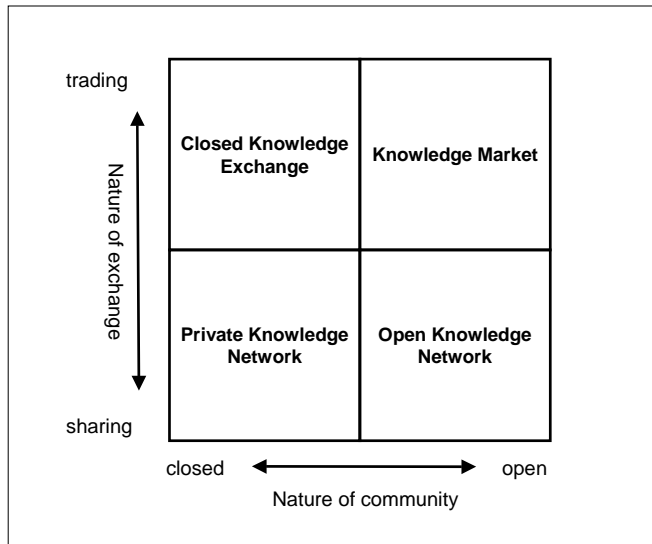 trading
Closed Knowledge
Exchange
Knowledge Market
Nature of exchange
Private Knowledge
Network
Open Knowledge
Network
sharing
closed
open
Nature of community